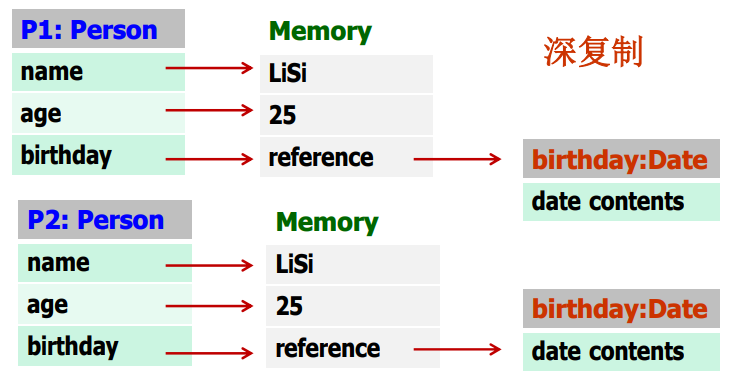 P1: Person
Memory
深复制
name
LiSi
age
25
birthday
reference
birthday:Date
date contents
P2: Person
Memory
name
LiSi
age
25
birthday
reference
birthday:Date
date contents